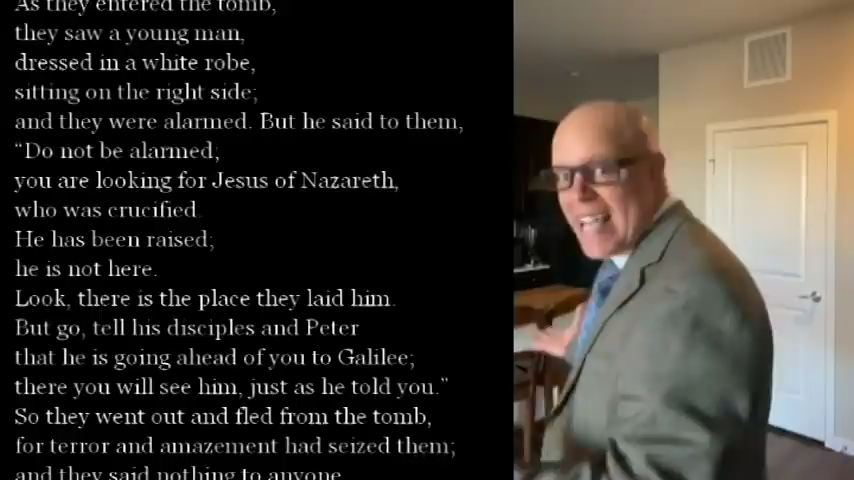 As they entered the tomb,
they saw a young man,
dressed in a white robe,
sitting on the right side;
and they were alarmed. But he said to them,
“Do not be alarmed;
you are looking for Jesus of Nazareth,
who was crucified.
He has been raised;
he is not here.
Look, there is the place they laid him.
But go, tell his disciples and Peter
that he is going ahead of you to Galilee;
there you will see him, just as he told you.”
So they went out and fled from the tomb,
for terror and amazement had seized them;
and they said nothing to anyone